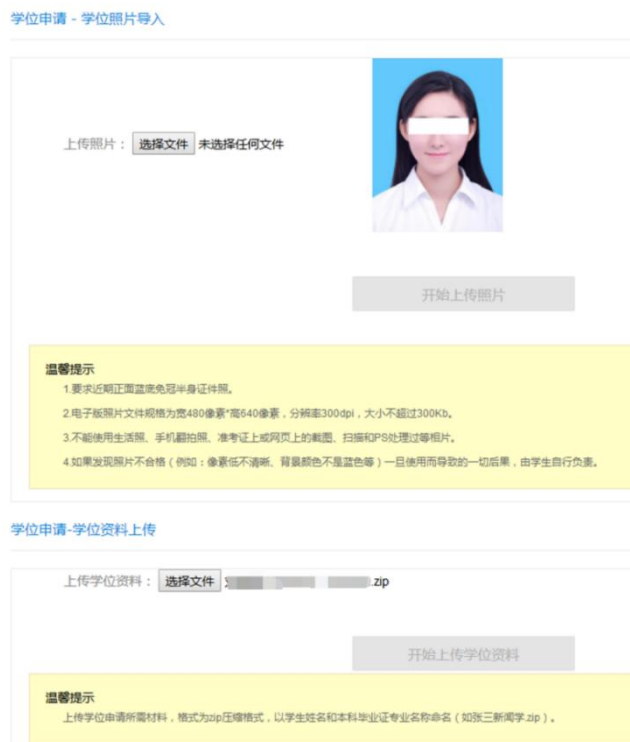 学位申请 - 学位照片导入
上传照片： 选择文件 未选择任何文件
开始上传照片
温馨提示
1.要求近期正面蓝底免冠半身证件照。
2.电子版照片文件规格为宽480像素*高640像素，分辨率300dpi，大小不超过300Kb。
3.不能使用生活照、手机翻拍照、准考证上或网页上的截图、扫描和PS处理过等相片。
4.如果发现照片不合格（例如：像素低不清晰、背景颜色不是蓝色等）一旦使用而导致的一切后果，由学生自行负责。
学位申请-学位资料上传
上传学位资料： 选择文件 .zip
开始上传学位资料
温馨提示
上传学位申请所需材料，格式为zip压缩格式，以学生姓名和本科毕业证专业名称命名（如张三新闻学.zip）。